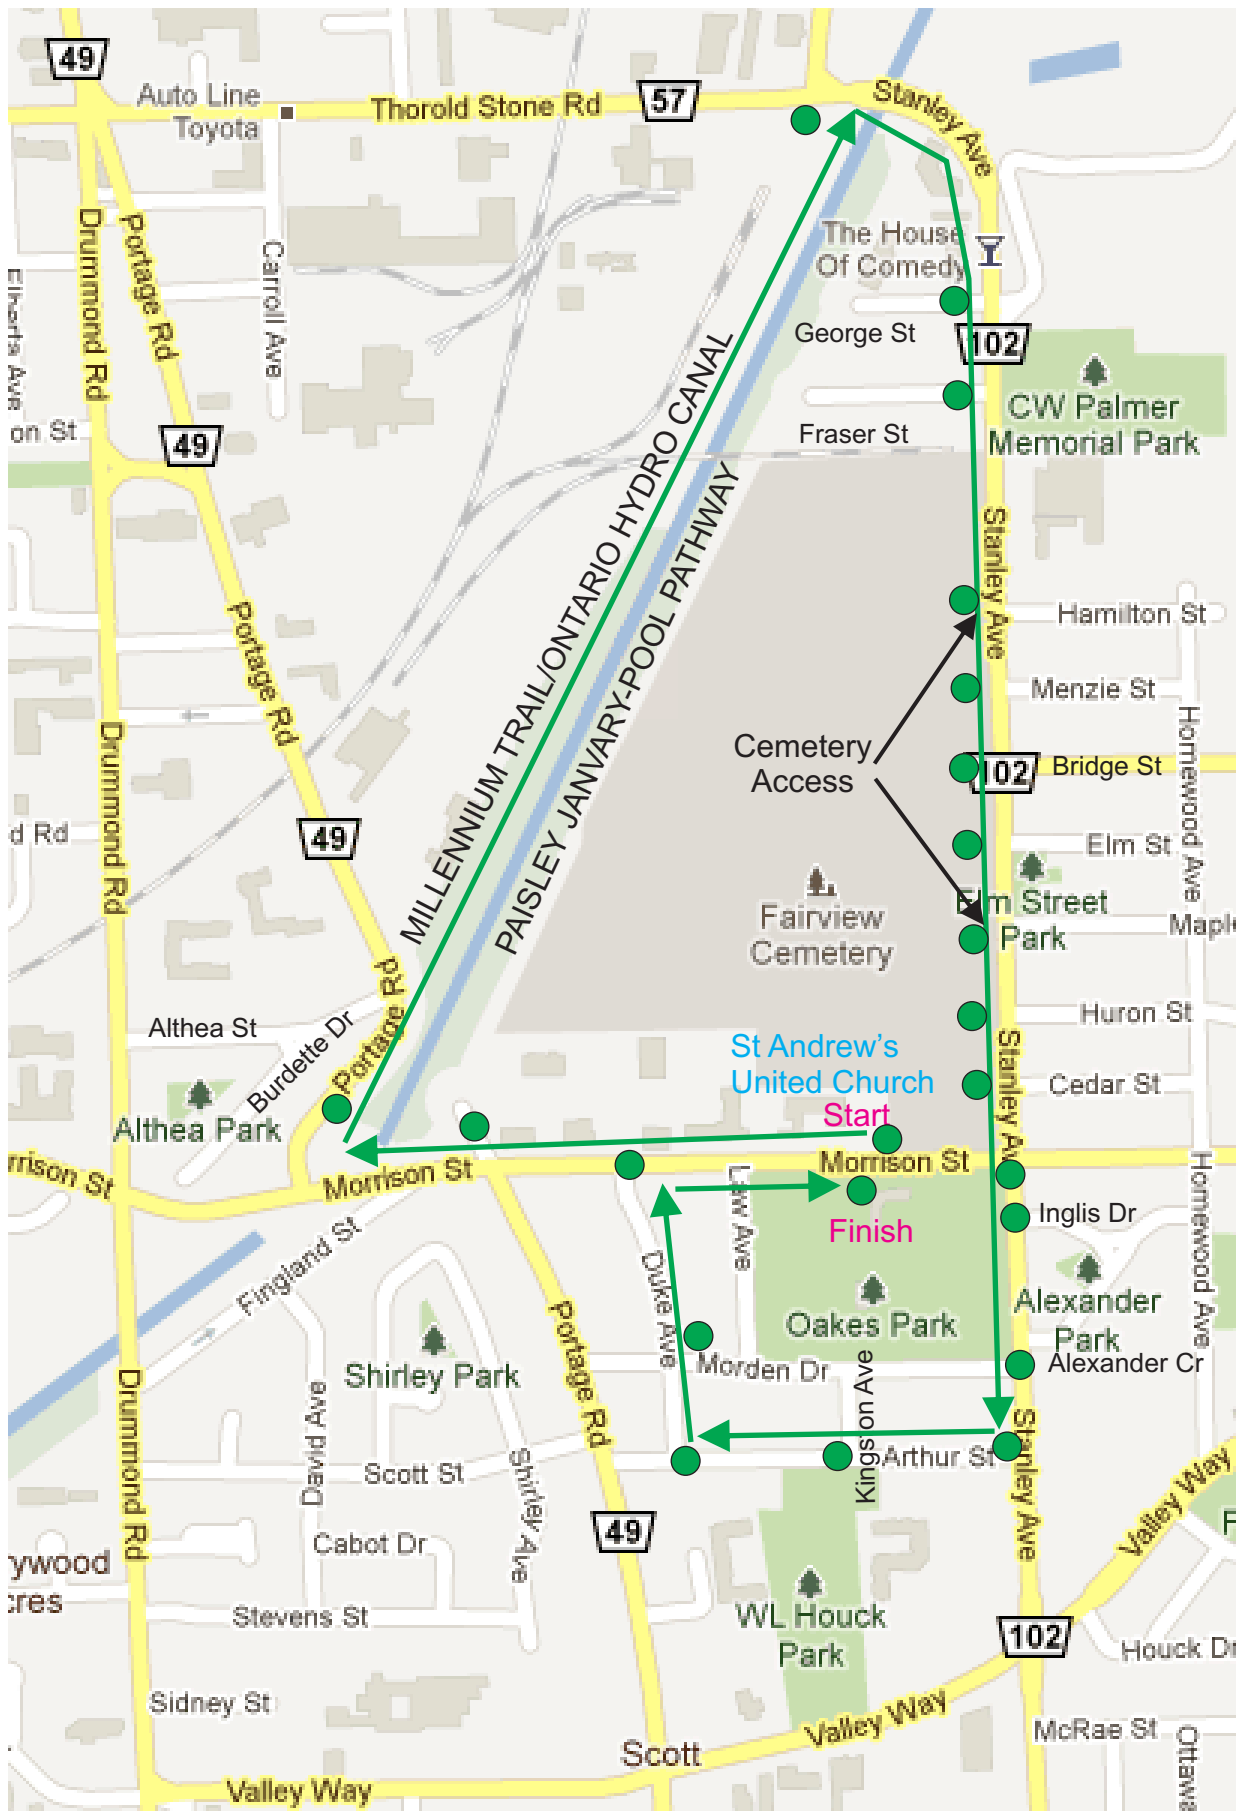 49
Auto Line
Toyota
Thorold Stone Rd
57
Stanley Ave
Drummond Rd
Portage Rd
Carroll Ave
The House
Of Comedy
George St
102
CW Palmer
Memorial Park
on St
49
Fraser St
MILLENNIUM TRAIL/ONTARIO HYDRO CANAL
PAISLEY JANVARY-POOL PATHWAY
Stanley Ave
Hamilton St
Portage Rd
Menzie St
Homewood Ave
Drummond Rd
Cemetery
Access
102
Bridge St
d Rd
49
Elm St
Elm Street
Park
Fairview
Cemetery
Maple
Portage Rd
Huron St
Althea St
Burdette Dr
St Andrew's
United Church
Stanley Av
Cedar St
Althea Park
Start
rrison St
Morrison St
Morrison St
Law Ave
Homewood Ave
Inglis Dr
Finish
Fingland St
Duke Ave
Oakes Park
Alexander
Park
Shirley Park
Portage Rd
Morden Dr
Alexander Cr
Drummond Rd
David Ave
Kingston Ave
Scott St
Shirley Ave
Arthur St
Stanley Ave
Valley Way
49
Cabot Dr
rywood
cres
Stevens St
WL Houck
Park
102
Houck Dr
Sidney St
Valley Way
McRae St
Scott
Ottawa
Valley Way